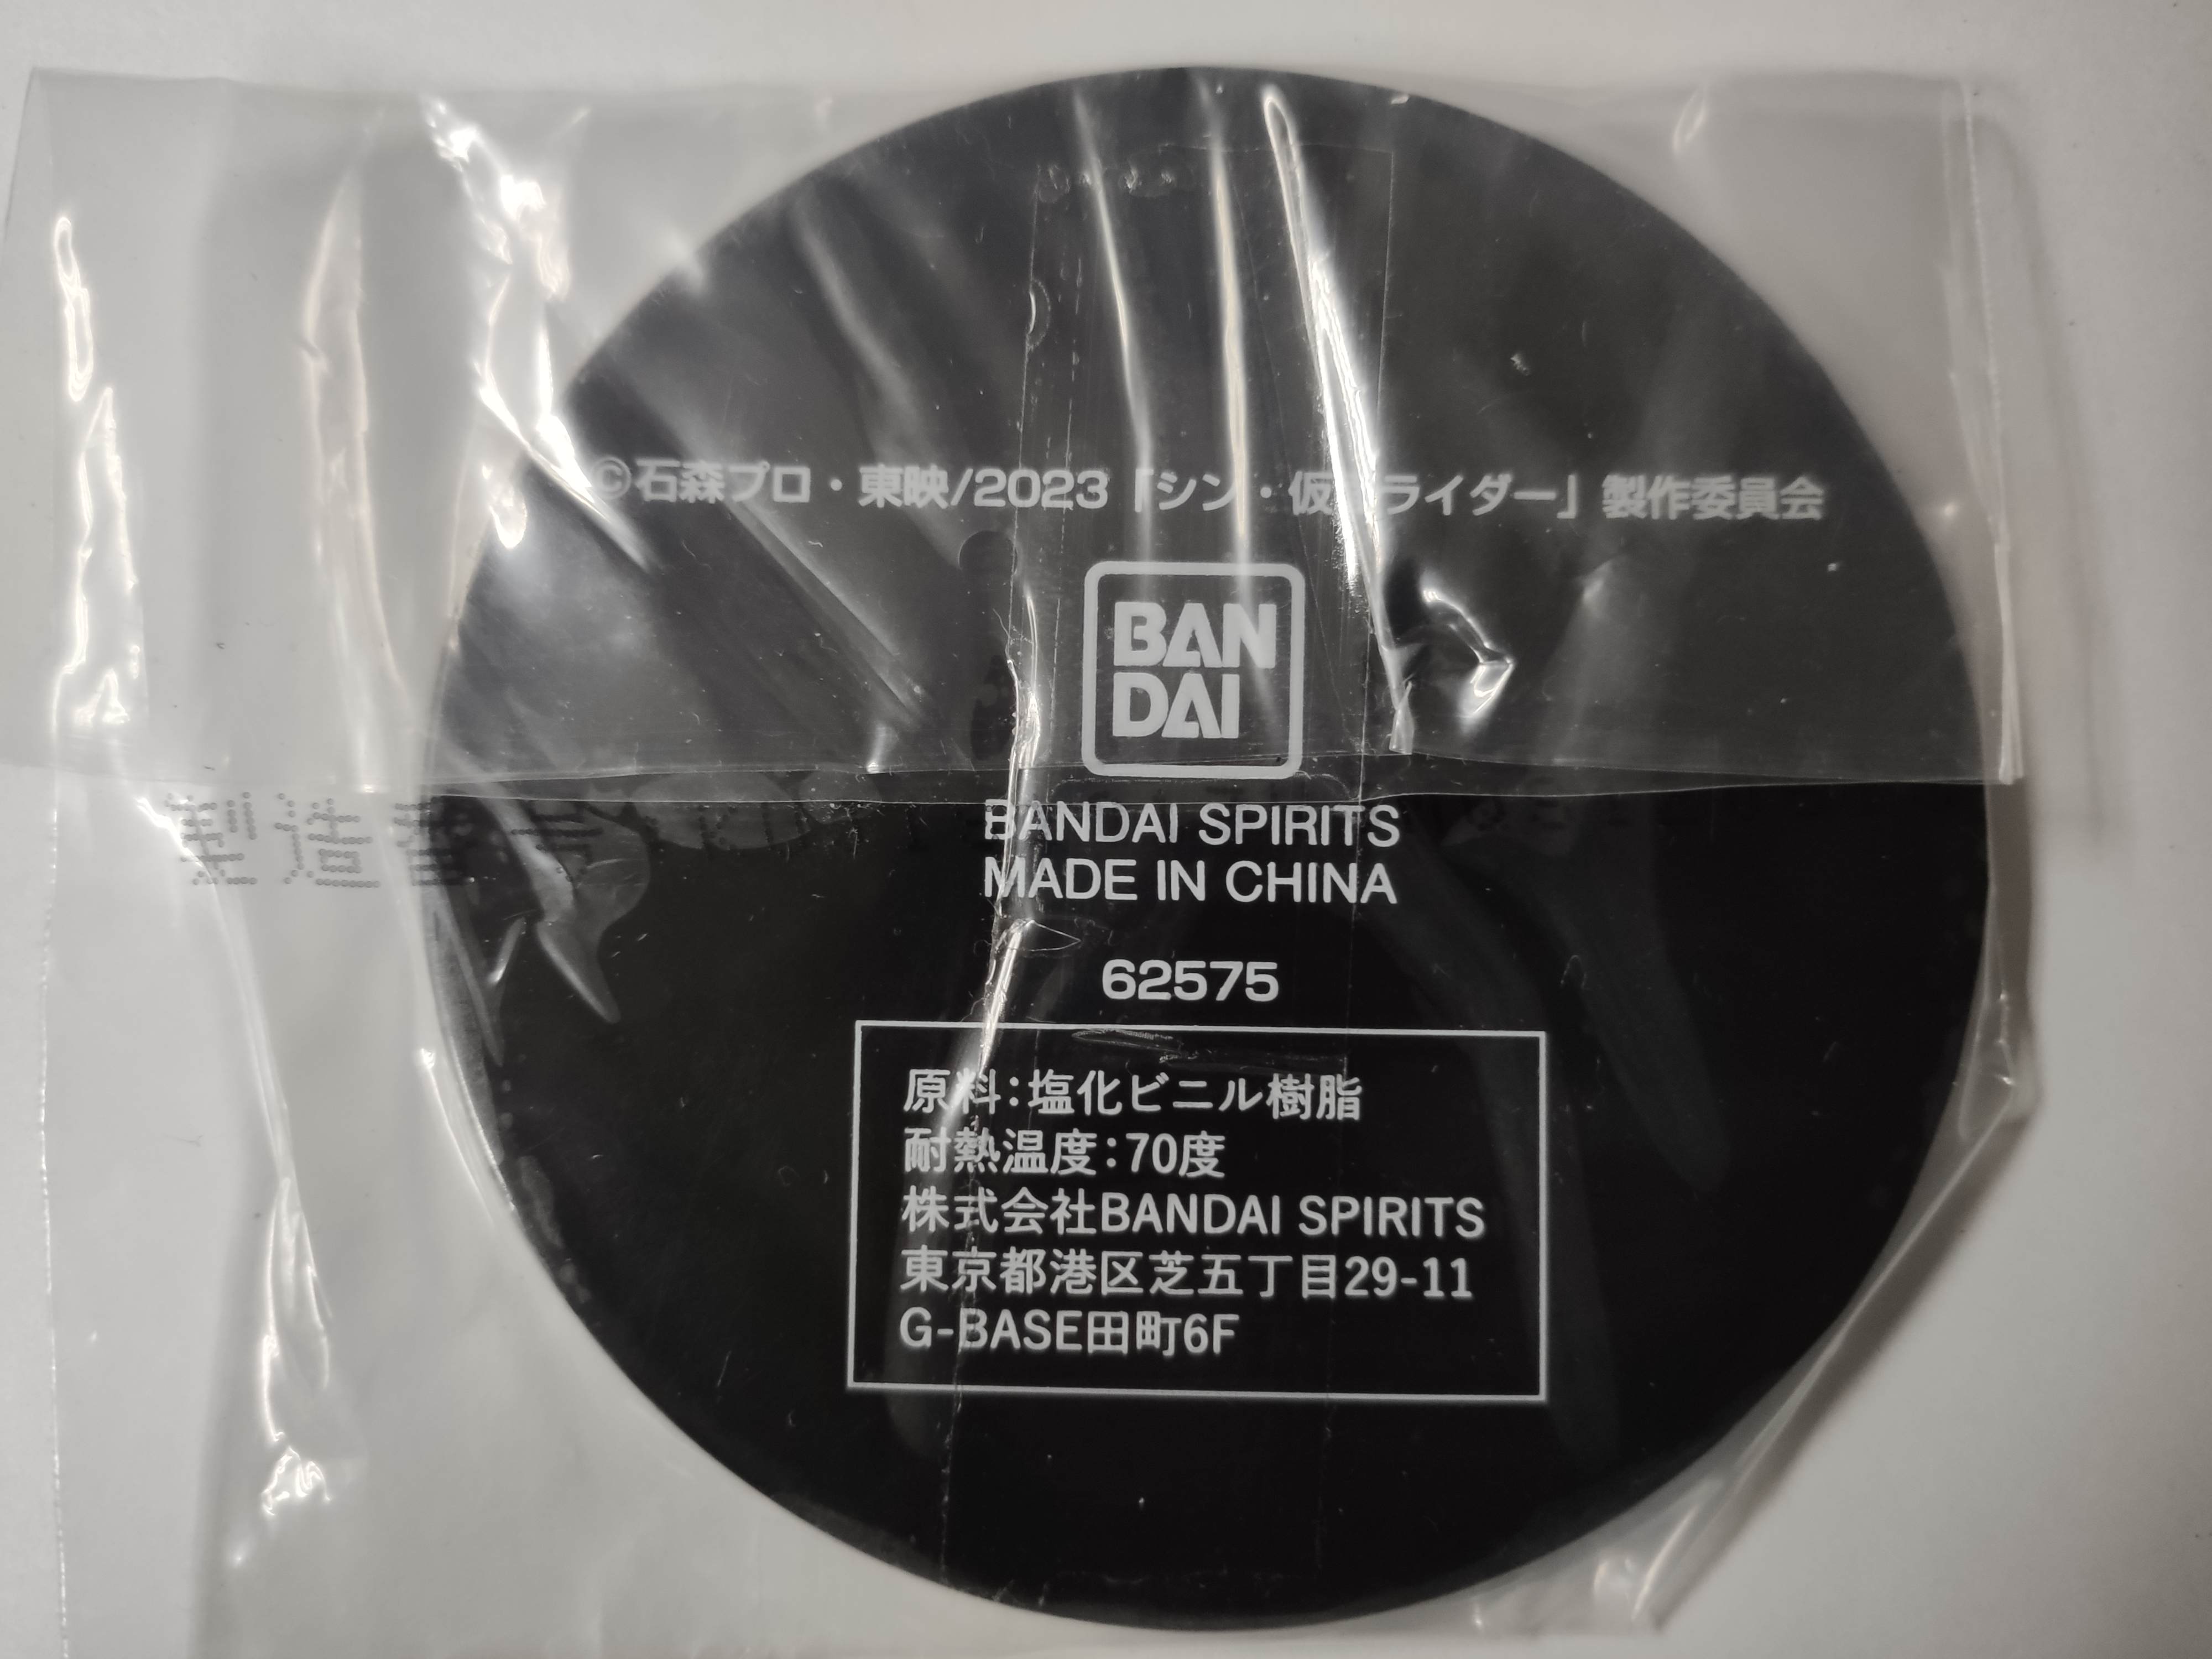 ©石森プロ・東映/2023「シン・仮 ライダー」製作委員会
BAN
DAI
BANDAI SPIRITS
MADE IN CHINA
製造番号
62575
原料：塩化ビニル樹脂
耐熱温度：70度
株式会社BANDAI SPIRITS
東京都港区芝五丁目29-11
G-BASE田町6F